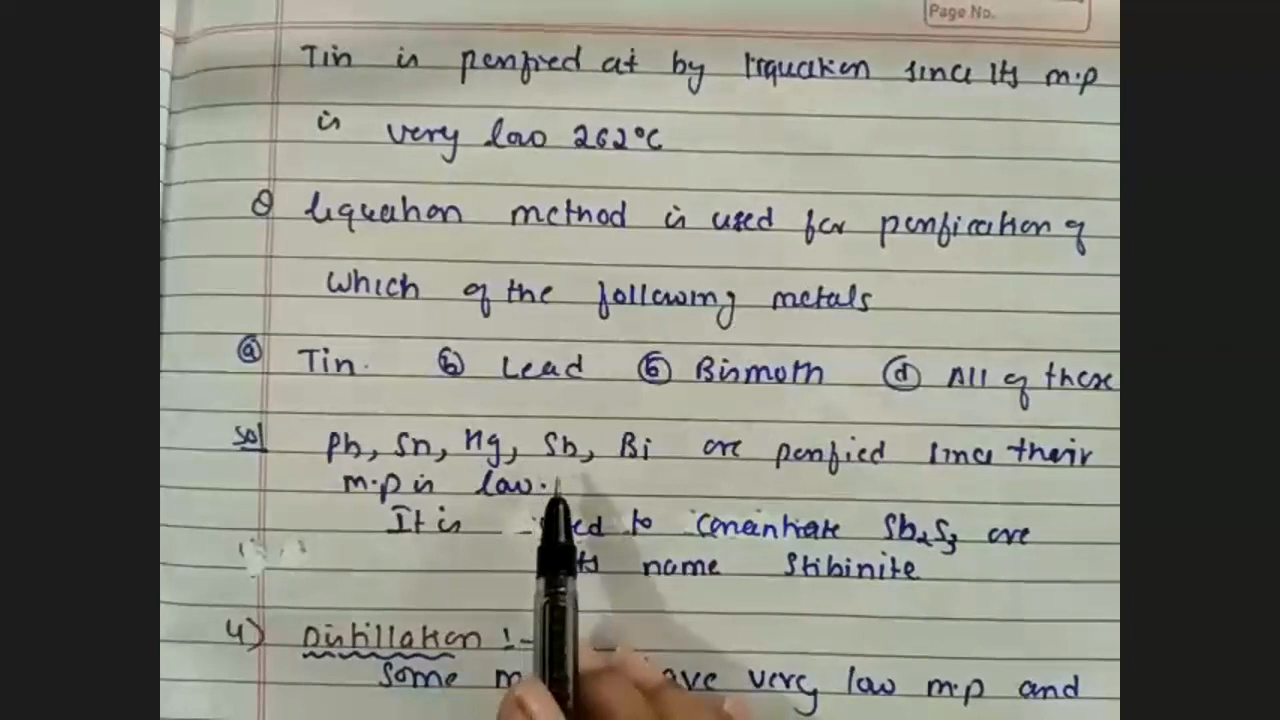 Page No.
Tin is purified at by liquation since its m.p
is very low 262°C
Q liquation method is used for purification of
which of the following metals
(a) Tin. (b) Lead (c) Bismoth (d) All of these
Sol Pb, Sn, Hg, Sb, Bi are purified since their
m.p is low.
It is to concentrate Sb2S3 ore
name Stibinite
4) Distillation :-
Some very low m.p and